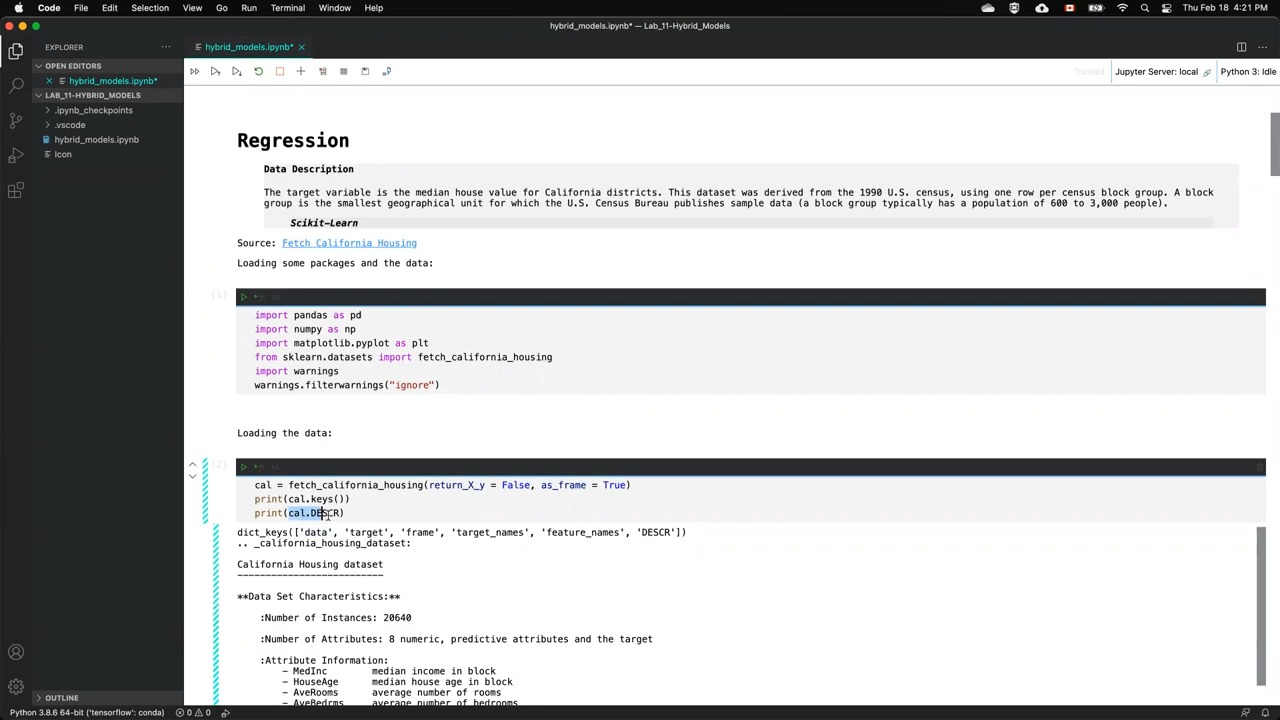 Code File Edit Selection View Go Run Terminal Window Help
Thu Feb 18 4:21 PM
hybrid_models.ipynb* — Lab_11-Hybrid_Models
EXPLORER
hybrid_models.ipynb*
OPEN EDITORS
hybrid_models.ipynb*
LAB_11-HYBRID_MODELS
.ipynb_checkpoints
.vscode
hybrid_models.ipynb
Icon
OUTLINE
Trusted Jupyter Server: local Python 3: Idle
Regression
Data Description
The target variable is the median house value for California districts. This dataset was derived from the 1990 U.S. census, using one row per census block group. A block
group is the smallest geographical unit for which the U.S. Census Bureau publishes sample data (a block group typically has a population of 600 to 3,000 people).
Scikit-Learn
Source: Fetch California Housing
Loading some packages and the data:
[1]
import pandas as pd
import numpy as np
import matplotlib.pyplot as plt
from sklearn.datasets import fetch_california_housing
import warnings
warnings.filterwarnings("ignore")
Loading the data:
[2]
cal = fetch_california_housing(return_X_y = False, as_frame = True)
print(cal.keys())
print(cal.DESCR)
dict_keys(['data', 'target', 'frame', 'target_names', 'feature_names', 'DESCR'])
.. _california_housing_dataset:
California Housing dataset
--------------------------
**Data Set Characteristics:**
:Number of Instances: 20640
:Number of Attributes: 8 numeric, predictive attributes and the target
:Attribute Information:
- MedInc median income in block
- HouseAge median house age in block
- AveRooms average number of rooms
- AveBedrms average number of bedrooms
Python 3.8.6 64-bit ('tensorflow': conda) 0 0